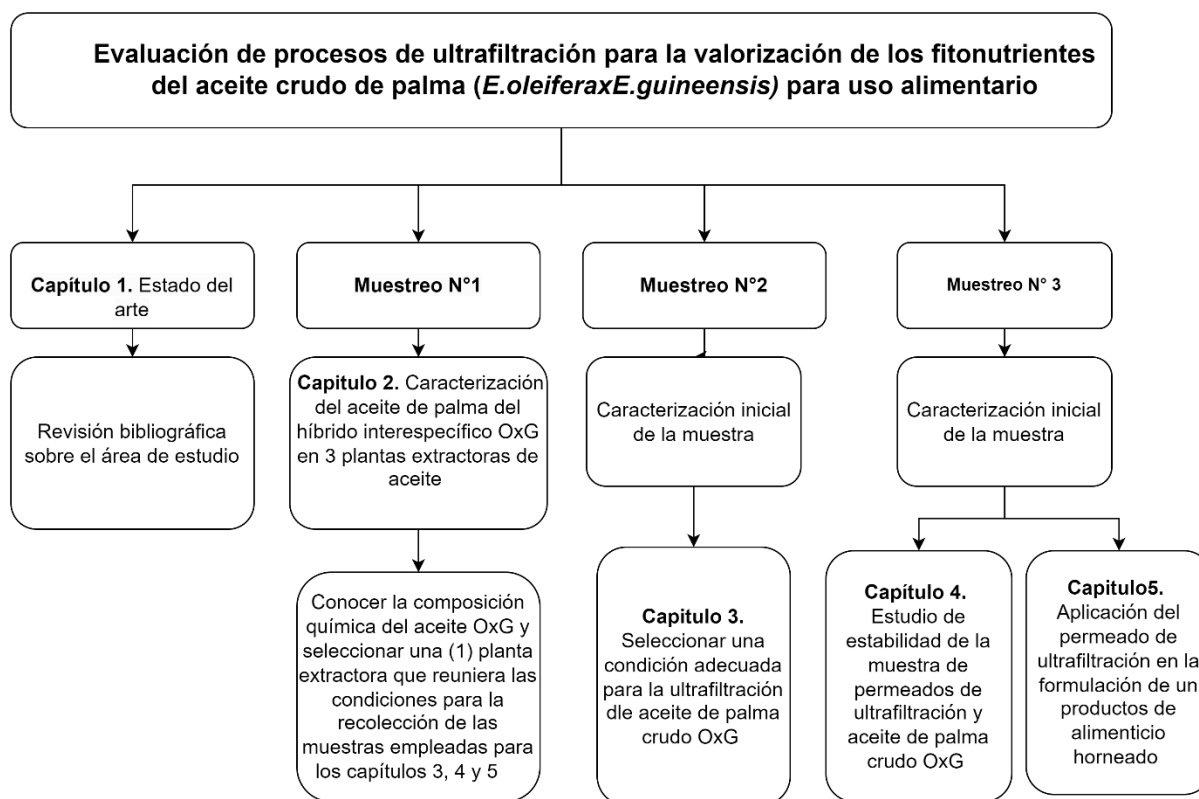 Evaluación de procesos de ultrafiltración para la valorización de los fitonutrientes
del aceite crudo de palma (E.oleiferaxE.guineensis) para uso alimentario
Capítulo 1. Estado del
arte
Revisión bibliográfica
sobre el área de estudio
Muestreo N°1
Capitulo 2. Caracterización
del aceite de palma del
híbrido interespecífico OxG
en 3 plantas extractoras de
aceite
Conocer la composición
química del aceite OxG y
seleccionar una (1) planta
extractora que reuniera las
condiciones para la
recolección de las
muestras empleadas para
los capítulos 3, 4 y 5
Muestreo N°2
Caracterización inicial
de la muestra
Capitulo 3.
Seleccionar una
condición adecuada
para la ultrafiltración
dle aceite de palma
crudo OxG
Muestreo N° 3
Caracterización inicial
de la muestra
Capítulo 4.
Estudio de
estabilidad de la
muestra de
permeados de
ultrafiltración y
aceite de palma
crudo OxG
Capitulo5.
Aplicación del
permeado de
ultrafiltración en la
formulación de un
productos de
alimenticio
horneado